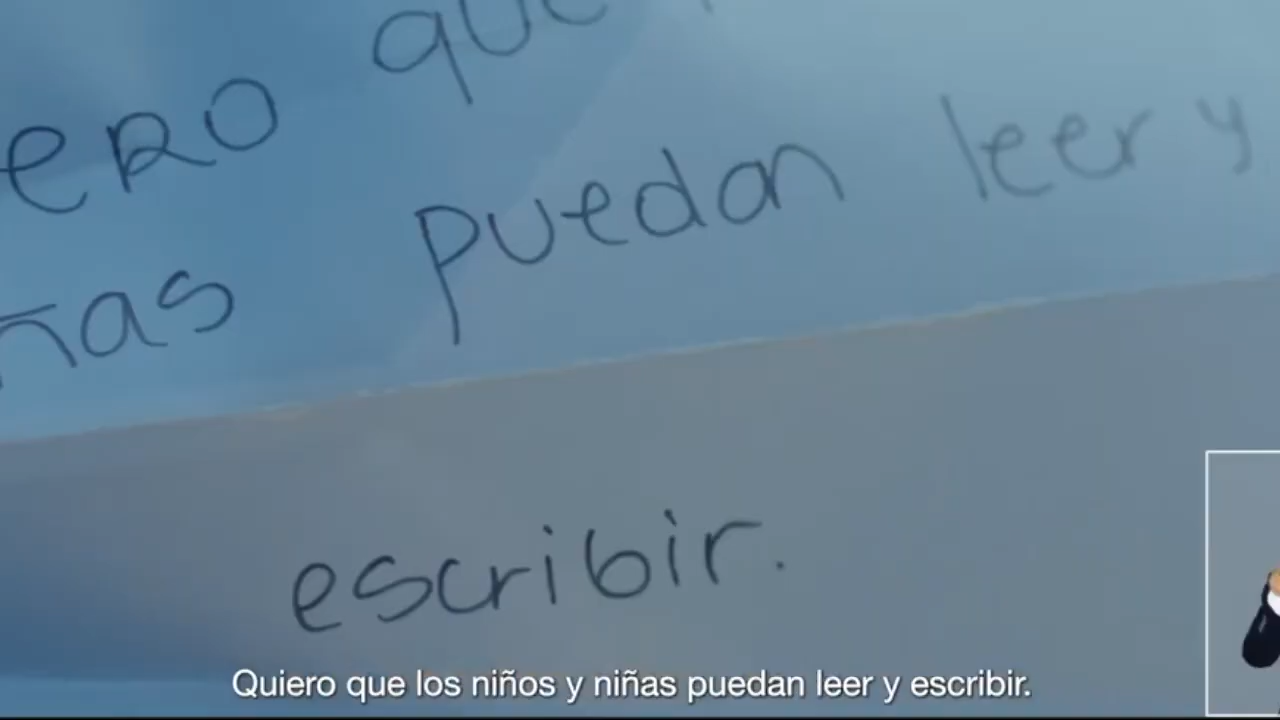 ero que
ñas puedan leer y
escribir.
Quiero que los niños y niñas puedan leer y escribir.